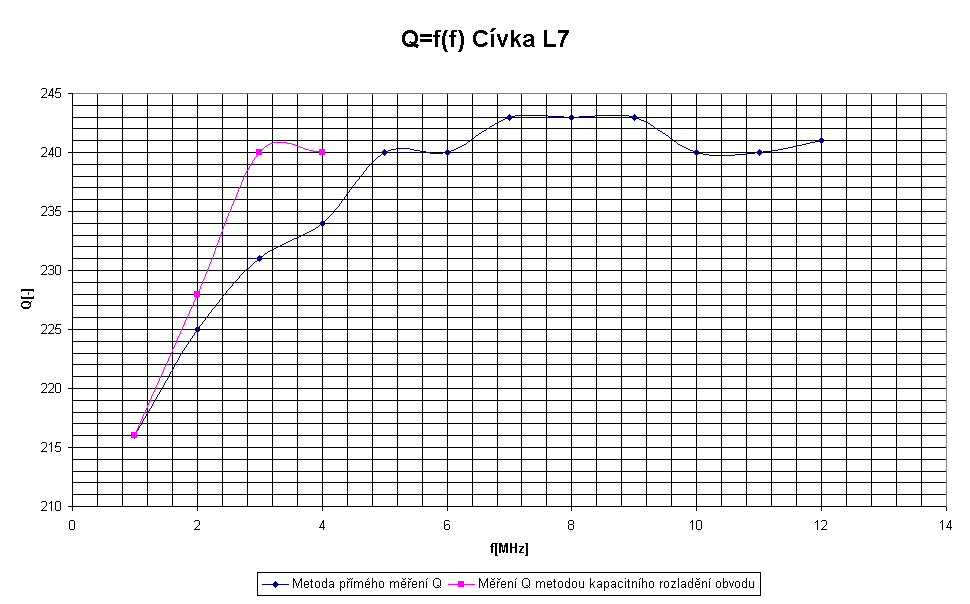 Q=f(f) Cívka L7
245
240
235
230
225
220
215
210
Q[-]
0 2 4 6 8 10 12 14
f[MHz]
Metoda přímého měření Q Měření Q metodou kapacitního rozladění obvodu